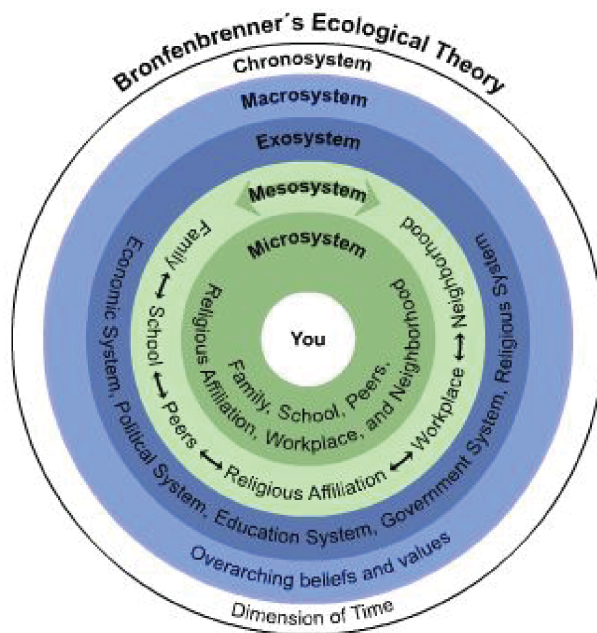 Bronfenbrenner´s Ecological Theory
Chronosystem
Macrosystem
Exosystem
Mesosystem
Microsystem
You
Family, School, Peers,
Religious Affiliation, Workplace, and Neighborhood
Family ↔ School ↔ Peers ↔ Religious Affiliation ↔ Workplace ↔ Neighborhood
Economic System, Political System, Education System, Government System, Religious System
Overarching beliefs and values
Dimension of Time